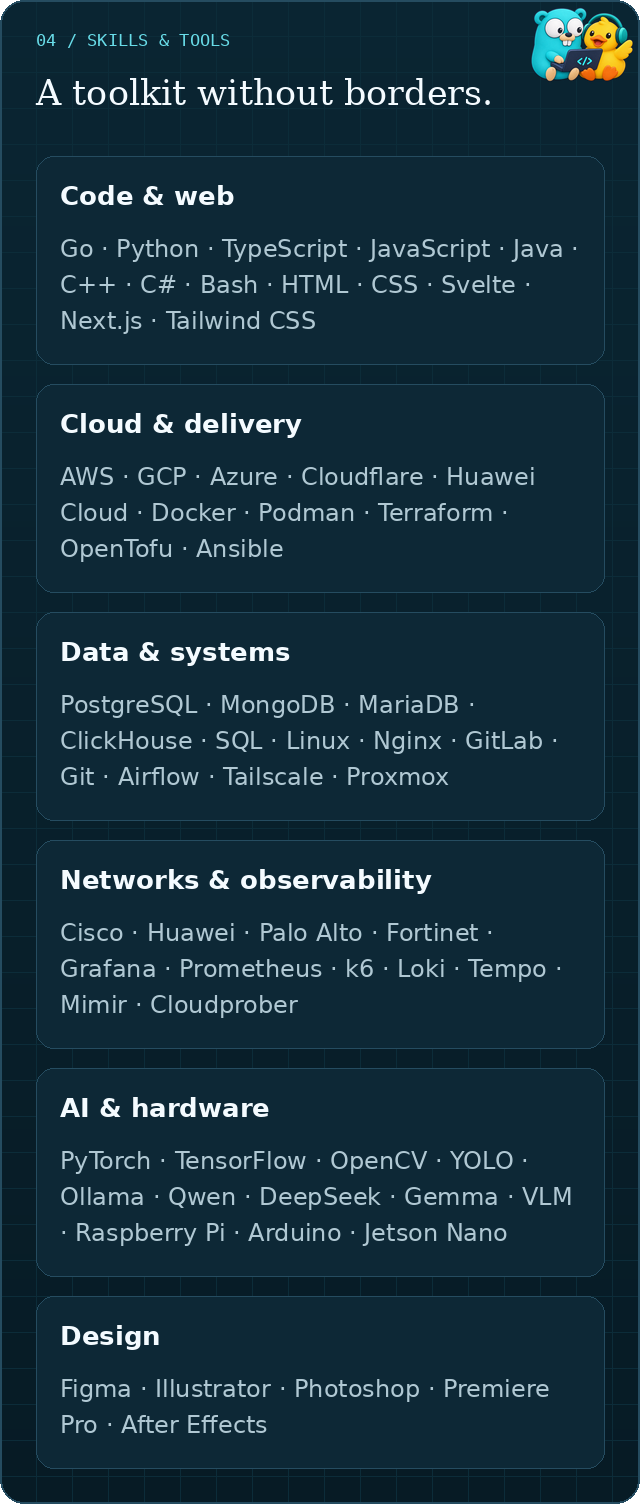 04 / SKILLS & TOOLS
A toolkit without borders.
Code & web
Go · Python · TypeScript · JavaScript · Java ·
C++ · C# · Bash · HTML · CSS · Svelte ·
Next.js · Tailwind CSS
Cloud & delivery
AWS · GCP · Azure · Cloudflare · Huawei
Cloud · Docker · Podman · Terraform ·
OpenTofu · Ansible
Data & systems
PostgreSQL · MongoDB · MariaDB ·
ClickHouse · SQL · Linux · Nginx · GitLab ·
Git · Airflow · Tailscale · Proxmox
Networks & observability
Cisco · Huawei · Palo Alto · Fortinet ·
Grafana · Prometheus · k6 · Loki · Tempo ·
Mimir · Cloudprober
AI & hardware
PyTorch · TensorFlow · OpenCV · YOLO ·
Ollama · Qwen · DeepSeek · Gemma · VLM
· Raspberry Pi · Arduino · Jetson Nano
Design
Figma · Illustrator · Photoshop · Premiere
Pro · After Effects